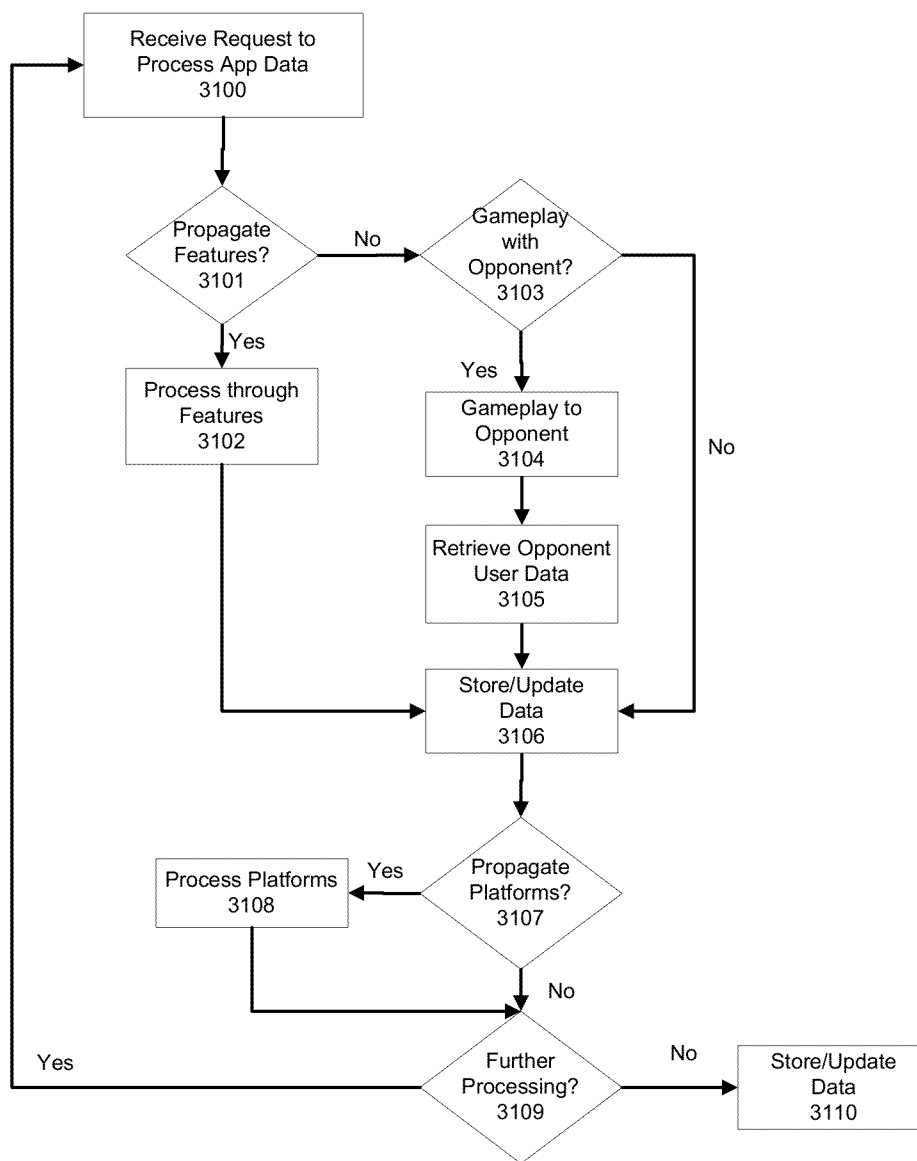 Receive Request to
Process App Data
3100
Propagate
Features?
3101
No
Gameplay
with
Opponent?
3103
Yes
Process through
Features
3102
Yes
Gameplay to
Opponent
3104
No
Retrieve Opponent
User Data
3105
Store/Update
Data
3106
Propagate
Platforms?
3107
Yes
Process Platforms
3108
No
Further
Processing?
3109
Yes
No
Store/Update
Data
3110